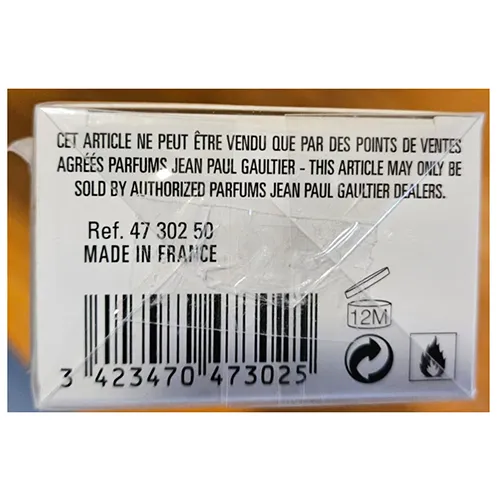 CET ARTICLE NE PEUT ÊTRE VENDU QUE PAR DES POINTS DE VENTES
AGRÉÉS PARFUMS JEAN PAUL GAULTIER - THIS ARTICLE MAY ONLY BE
SOLD BY AUTHORIZED PARFUMS JEAN PAUL GAULTIER DEALERS.
Ref. 47 302 50
MADE IN FRANCE
12M
3 423470 473025